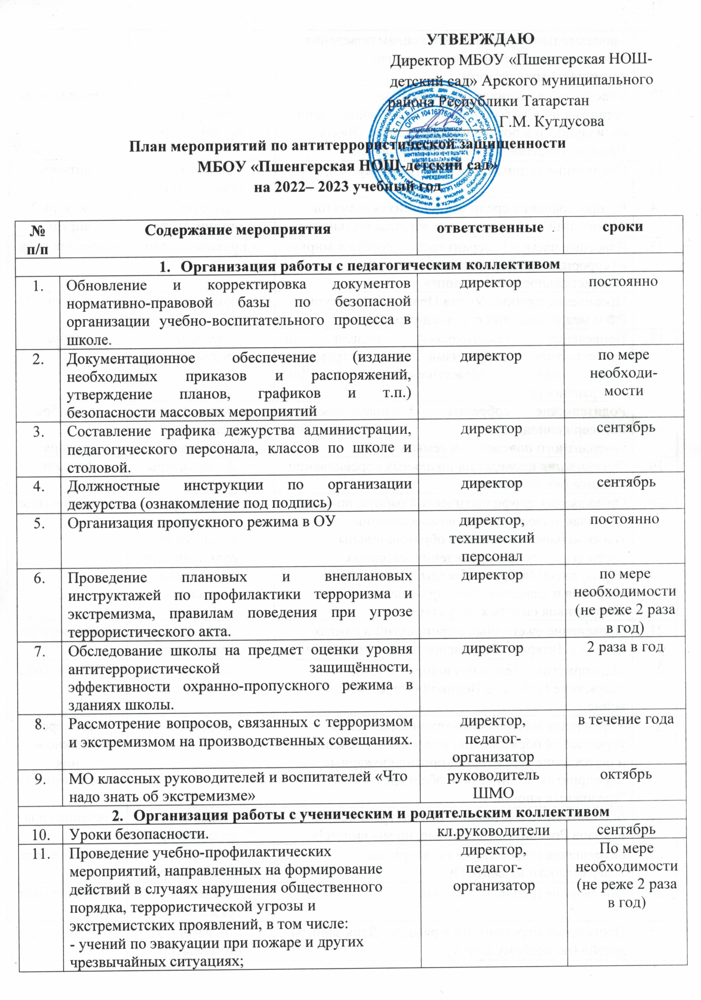 УТВЕРЖДАЮ
Директор МБОУ «Пшенгерская НОШ-
детский сад» Арского муниципального
района Республики Татарстан
Г.М. Кутдусова
ОГРН 1041637604700
План мероприятий по антитеррористической защищенности
МБОУ «Пшенгерская НОШ-детский сад»
на 2022– 2023 учебный год
№ п/п Содержание мероприятия ответственные сроки
1. Организация работы с педагогическим коллективом
1. Обновление и корректировка документов директор постоянно
нормативно-правовой базы по безопасной
организации учебно-воспитательного процесса в
школе.
2. Документационное обеспечение (издание директор по мере
необходимых приказов и распоряжений, необходи-
утверждение планов, графиков и т.п.) мости
безопасности массовых мероприятий
3. Составление графика дежурства администрации, директор сентябрь
педагогического персонала, классов по школе и
столовой.
4. Должностные инструкции по организации директор сентябрь
дежурства (ознакомление под подпись)
5. Организация пропускного режима в ОУ директор, постоянно
технический
персонал
6. Проведение плановых и внеплановых директор по мере
инструктажей по профилактики терроризма и необходимости
экстремизма, правилам поведения при угрозе (не реже 2 раза
террористического акта. в год)
7. Обследование школы на предмет оценки уровня директор 2 раза в год
антитеррористической защищённости,
эффективности охранно-пропускного режима в
зданиях школы.
8. Рассмотрение вопросов, связанных с терроризмом директор, в течение года
и экстремизмом на производственных совещаниях. педагог-
организатор
9. МО классных руководителей и воспитателей «Что руководитель октябрь
надо знать об экстремизме» ШМО
2. Организация работы с ученическим и родительским коллективом
10. Уроки безопасности. кл.руководители сентябрь
11. Проведение учебно-профилактических директор, По мере
мероприятий, направленных на формирование педагог- необходимости
действий в случаях нарушения общественного организатор (не реже 2 раза
порядка, террористической угрозы и в год)
экстремистских проявлений, в том числе:
- учений по эвакуации при пожаре и других
чрезвычайных ситуациях;